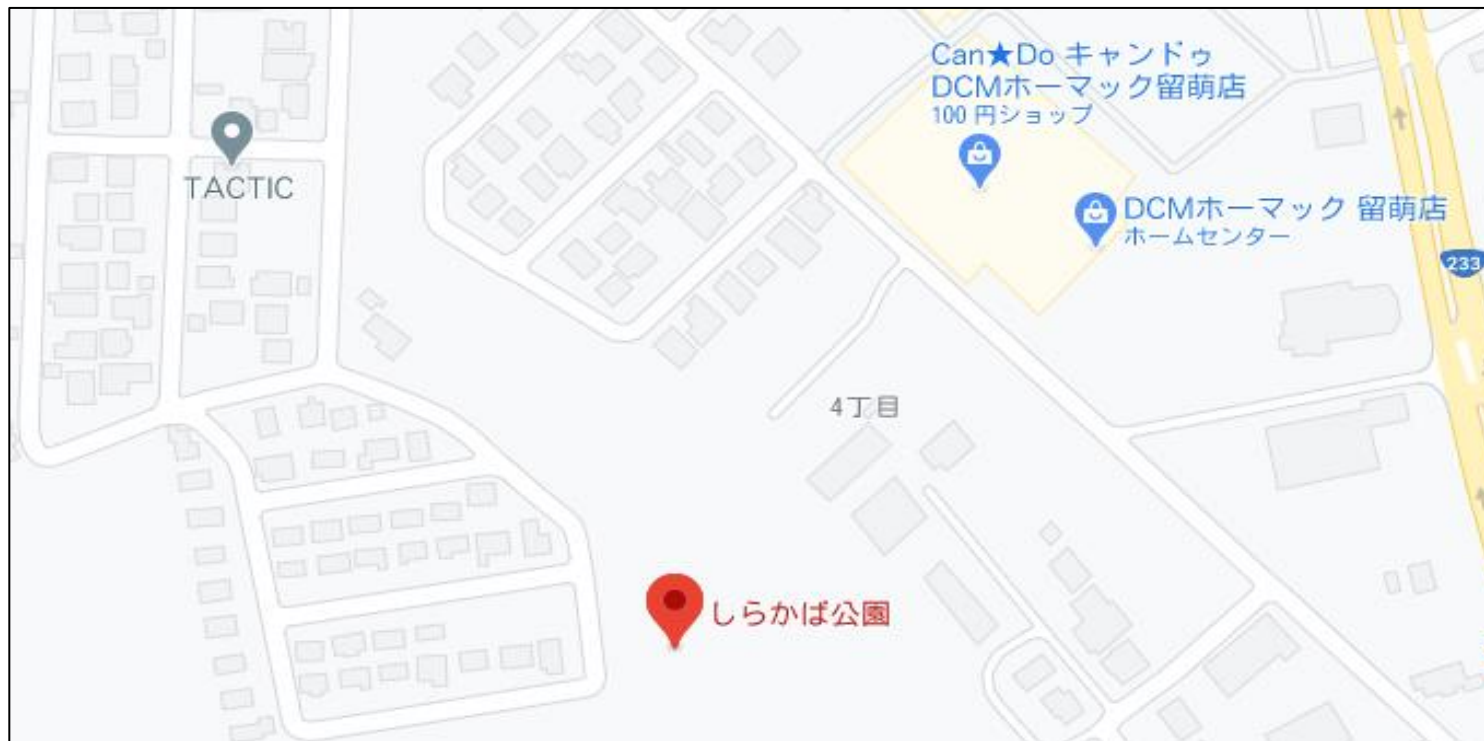 Can★Do キャンドゥ
DCMホーマック留萌店
100 円ショップ
TACTIC
DCMホーマック 留萌店
ホームセンター
233
4丁目
しらかば公園